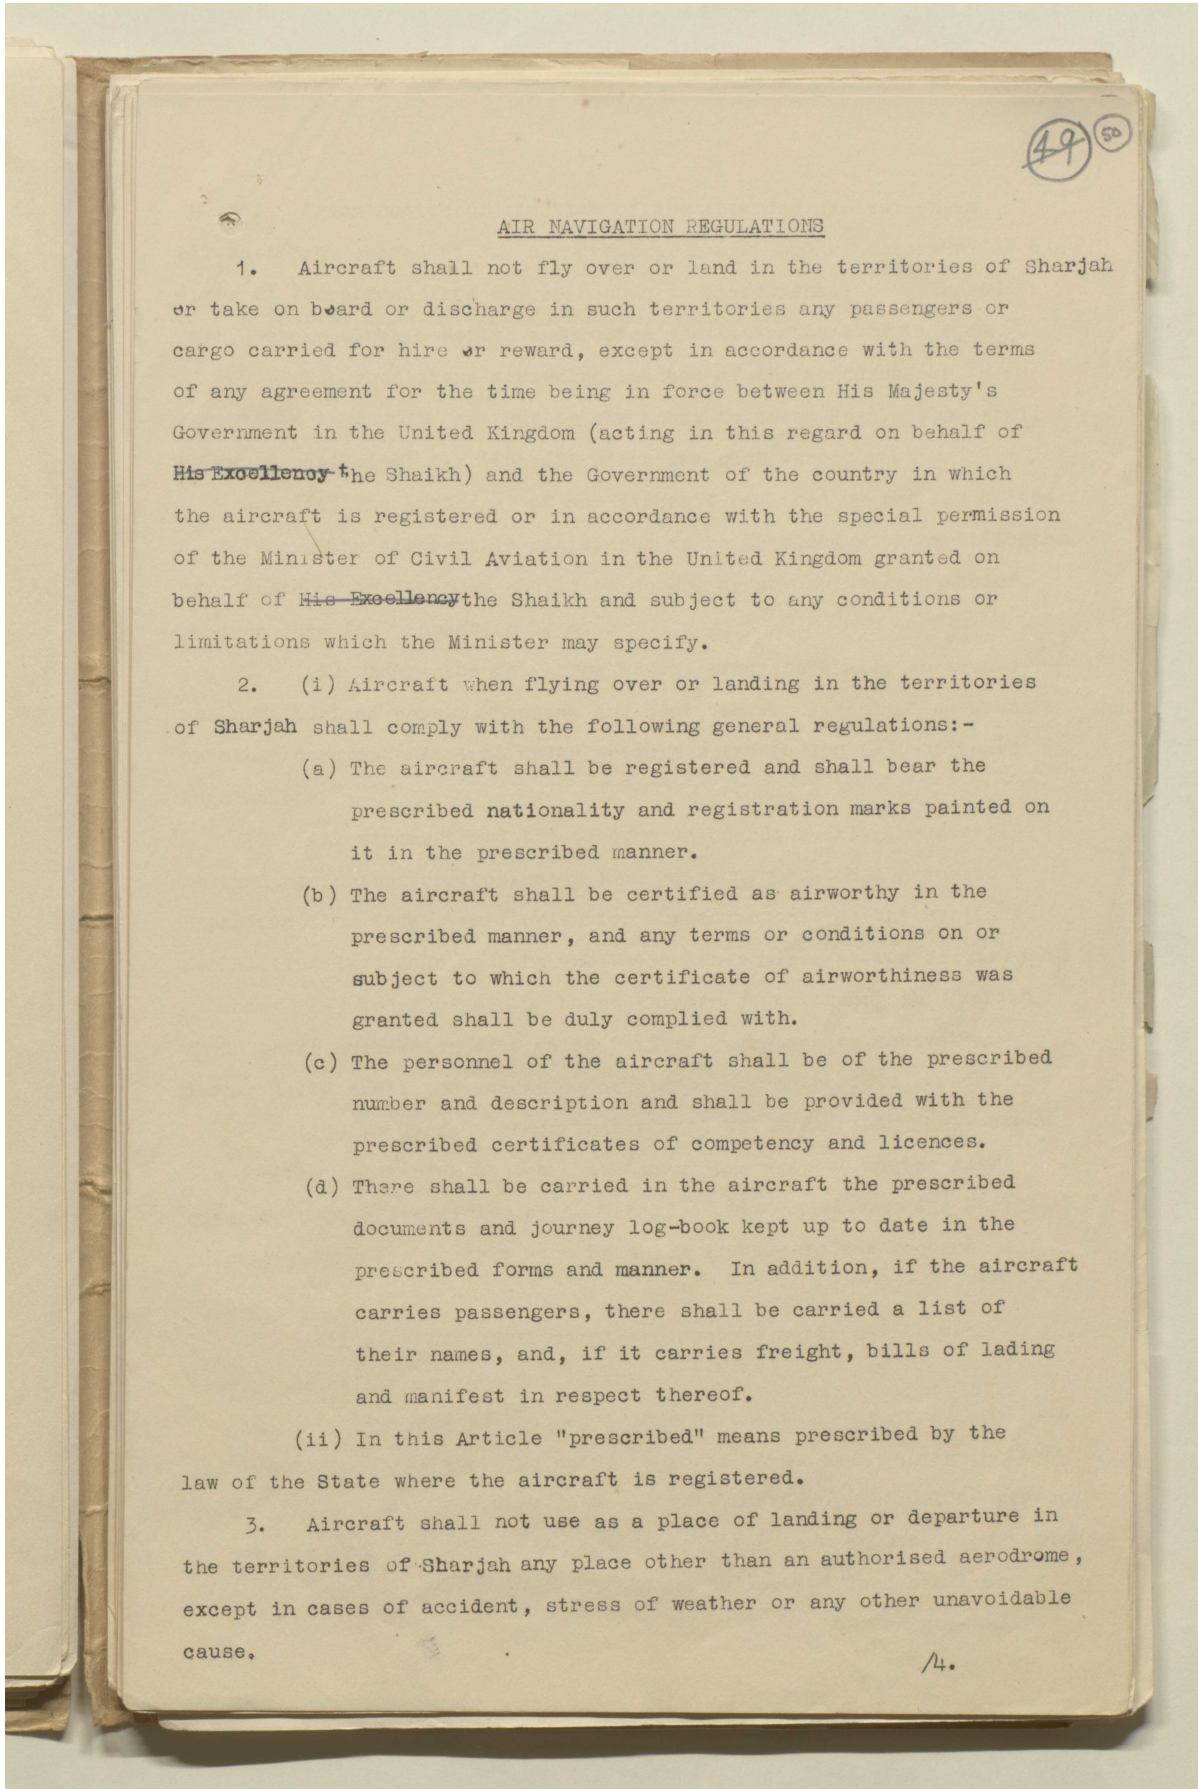 49 50
AIR NAVIGATION REGULATIONS
1. Aircraft shall not fly over or land in the territories of Sharjah
or take on board or discharge in such territories any passengers or
cargo carried for hire or reward, except in accordance with the terms
of any agreement for the time being in force between His Majesty's
Government in the United Kingdom (acting in this regard on behalf of
His Excellency the Shaikh) and the Government of the country in which
the aircraft is registered or in accordance with the special permission
of the Minister of Civil Aviation in the United Kingdom granted on
behalf of His Excellency the Shaikh and subject to any conditions or
limitations which the Minister may specify.
2. (i) Aircraft when flying over or landing in the territories
of Sharjah shall comply with the following general regulations:-
(a) The aircraft shall be registered and shall bear the
prescribed nationality and registration marks painted on
it in the prescribed manner.
(b) The aircraft shall be certified as airworthy in the
prescribed manner, and any terms or conditions on or
subject to which the certificate of airworthiness was
granted shall be duly complied with.
(c) The personnel of the aircraft shall be of the prescribed
number and description and shall be provided with the
prescribed certificates of competency and licences.
(d) There shall be carried in the aircraft the prescribed
documents and journey log-book kept up to date in the
prescribed forms and manner. In addition, if the aircraft
carries passengers, there shall be carried a list of
their names, and, if it carries freight, bills of lading
and manifest in respect thereof.
(ii) In this Article "prescribed" means prescribed by the
law of the State where the aircraft is registered.
3. Aircraft shall not use as a place of landing or departure in
the territories of Sharjah any place other than an authorised aerodrome,
except in cases of accident, stress of weather or any other unavoidable
cause.
/4.